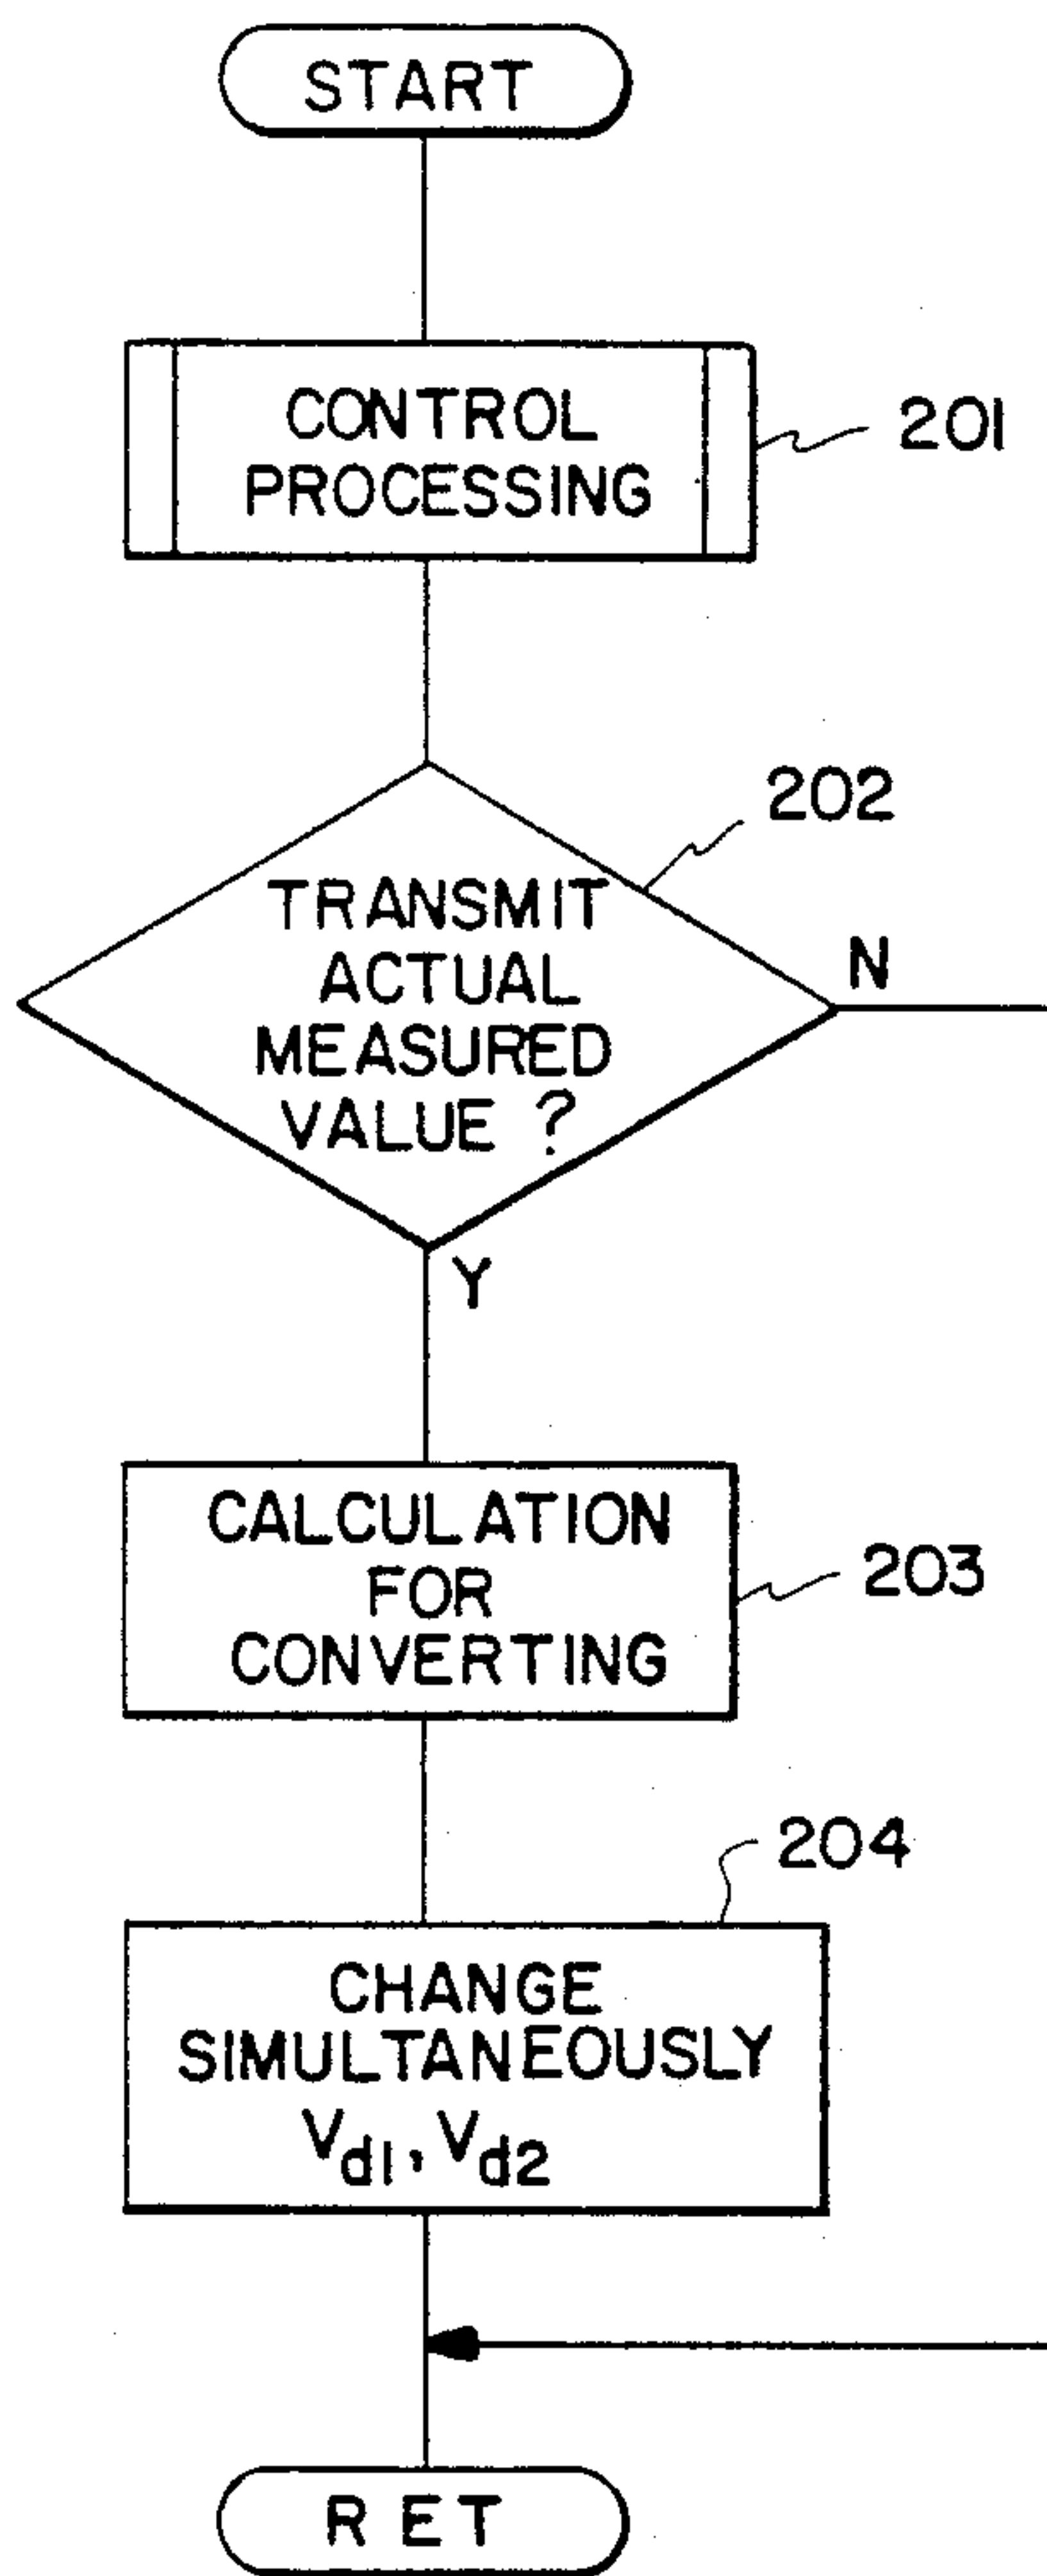 START
CONTROL
PROCESSING
201
202
TRANSMIT
ACTUAL
MEASURED
VALUE ?
N
Y
CALCULATION
FOR
CONVERTING
203
204
CHANGE
SIMULTANEOUSLY
Vd1, Vd2
RET